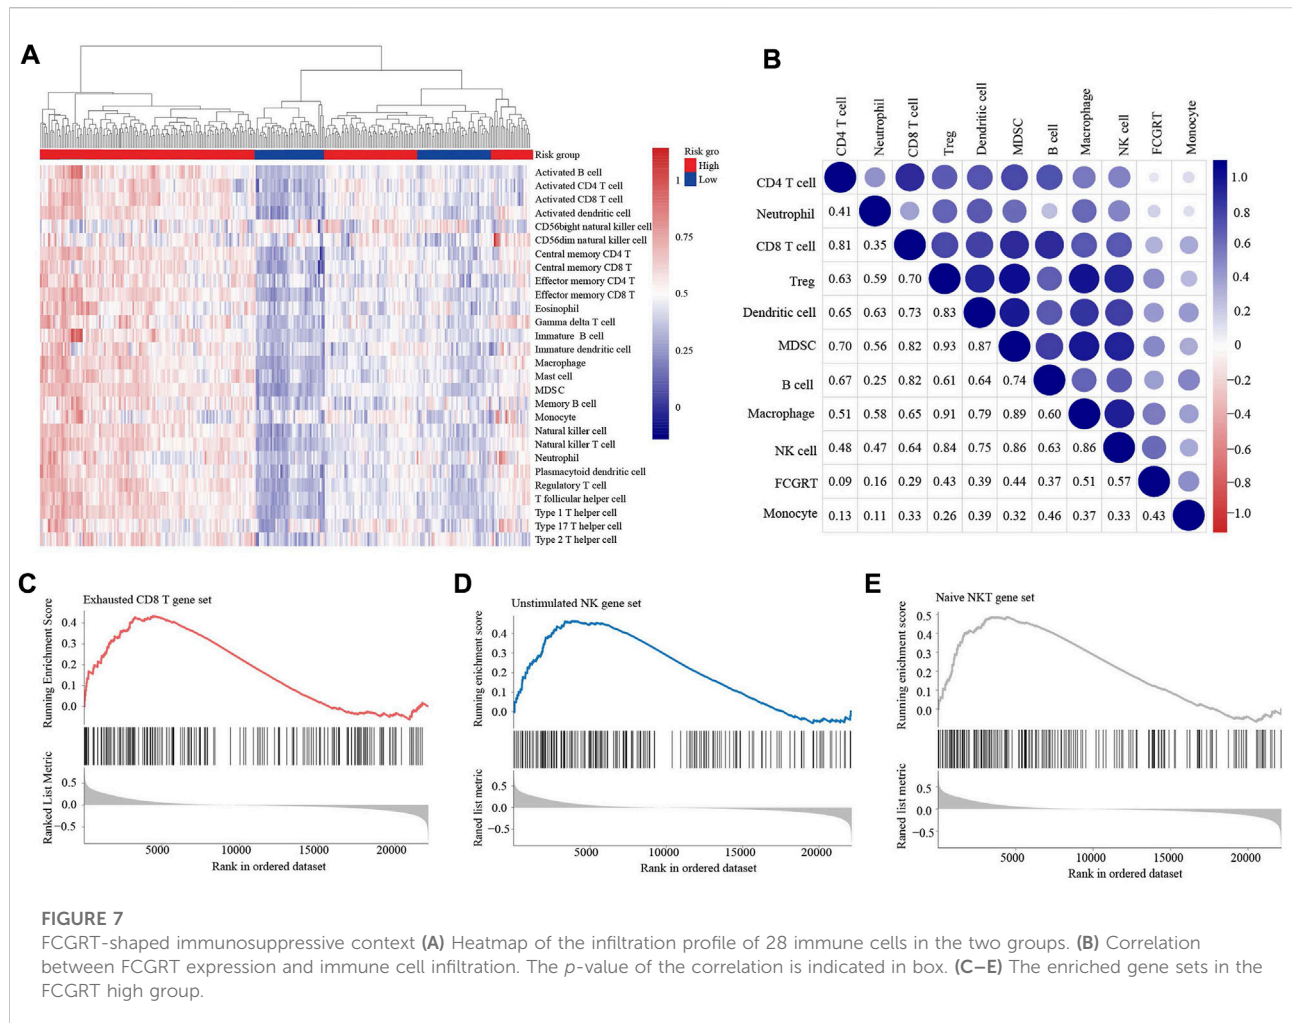 A
Risk group
Risk gro
High
Low
1
0.75
0.5
0.25
0
Activated B cell
Activated CD4 T cell
Activated CD8 T cell
Activated dendritic cell
CD56bight natural killer cell
CD56dim natural killer cell
Central memory CD4 T
Central memory CD8 T
Effector memory CD4 T
Effector memory CD8 T
Eosinophil
Gamma delta T cell
Immature B cell
Immature dendritic cell
Macrophage
Mast cell
MDSC
Memory B cell
Monocyte
Natural killer cell
Natural killer T cell
Neutrophil
Plasmacytoid dendritic cell
Regulatory T cell
T follicular helper cell
Type 1 T helper cell
Type 17 T helper cell
Type 2 T helper cell
B
CD4 T cell
Neutrophil
CD8 T cell
Treg
Dendritic cell
MDSC
B cell
Macrophage
NK cell
FCGRT
Monocyte
CD4 T cell
Neutrophil 0.41
CD8 T cell 0.81 0.35
Treg 0.63 0.59 0.70
Dendritic cell 0.65 0.63 0.73 0.83
MDSC 0.70 0.56 0.82 0.93 0.87
B cell 0.67 0.25 0.82 0.61 0.64 0.74
Macrophage 0.51 0.58 0.65 0.91 0.79 0.89 0.60
NK cell 0.48 0.47 0.64 0.84 0.75 0.86 0.63 0.86
FCGRT 0.09 0.16 0.29 0.43 0.39 0.44 0.37 0.51 0.57
Monocyte 0.13 0.11 0.33 0.26 0.39 0.32 0.46 0.37 0.33 0.43
1.0
0.8
0.6
0.4
0.2
0
−0.2
−0.4
−0.6
−0.8
−1.0
C
Exhausted CD8 T gene set
Running Enrichment Score
0.4
0.3
0.2
0.1
0.0
Ranked List Metric
0.5
0.0
−0.5
5000 10000 15000 20000
Rank in ordered dataset
D
Unstimulated NK gene set
Running enrichment score
0.4
0.3
0.2
0.1
0.0
Raned list metric
0.5
0.0
−0.5
5000 10000 15000 20000
Rank in ordered dataset
E
Naive NKT gene set
Running enichment score
0.5
0.4
0.3
0.2
0.1
0.0
Raned list metric
0.5
0.0
−0.5
5000 10000 15000 20000
Rank in ordered dataset
FIGURE 7
FCGRT-shaped immunosuppressive context (A) Heatmap of the infiltration profile of 28 immune cells in the two groups. (B) Correlation
between FCGRT expression and immune cell infiltration. The p-value of the correlation is indicated in box. (C–E) The enriched gene sets in the
FCGRT high group.